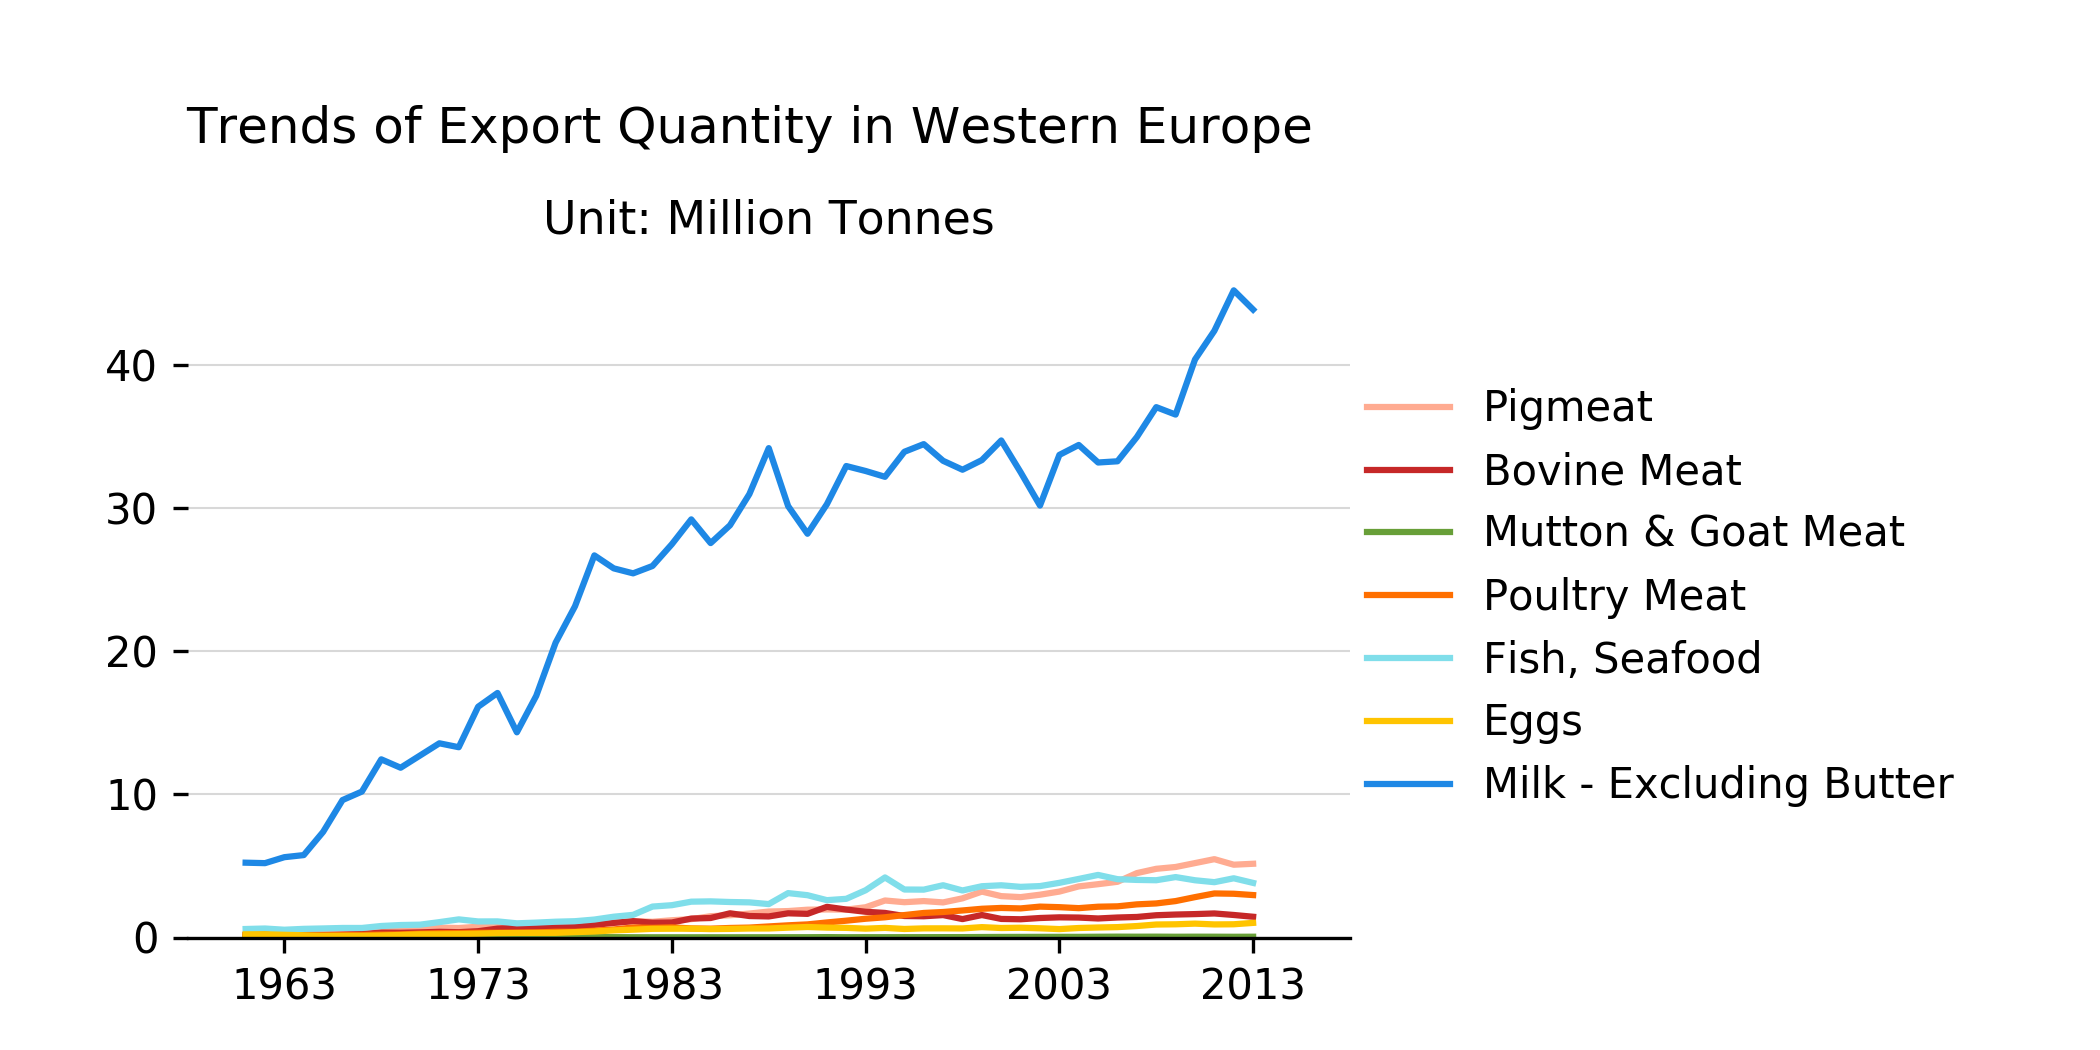 Trends of Export Quantity in Western Europe
Unit: Million Tonnes
40
30
20
10
0
1963 1973 1983 1993 2003 2013
Pigmeat
Bovine Meat
Mutton & Goat Meat
Poultry Meat
Fish, Seafood
Eggs
Milk - Excluding Butter